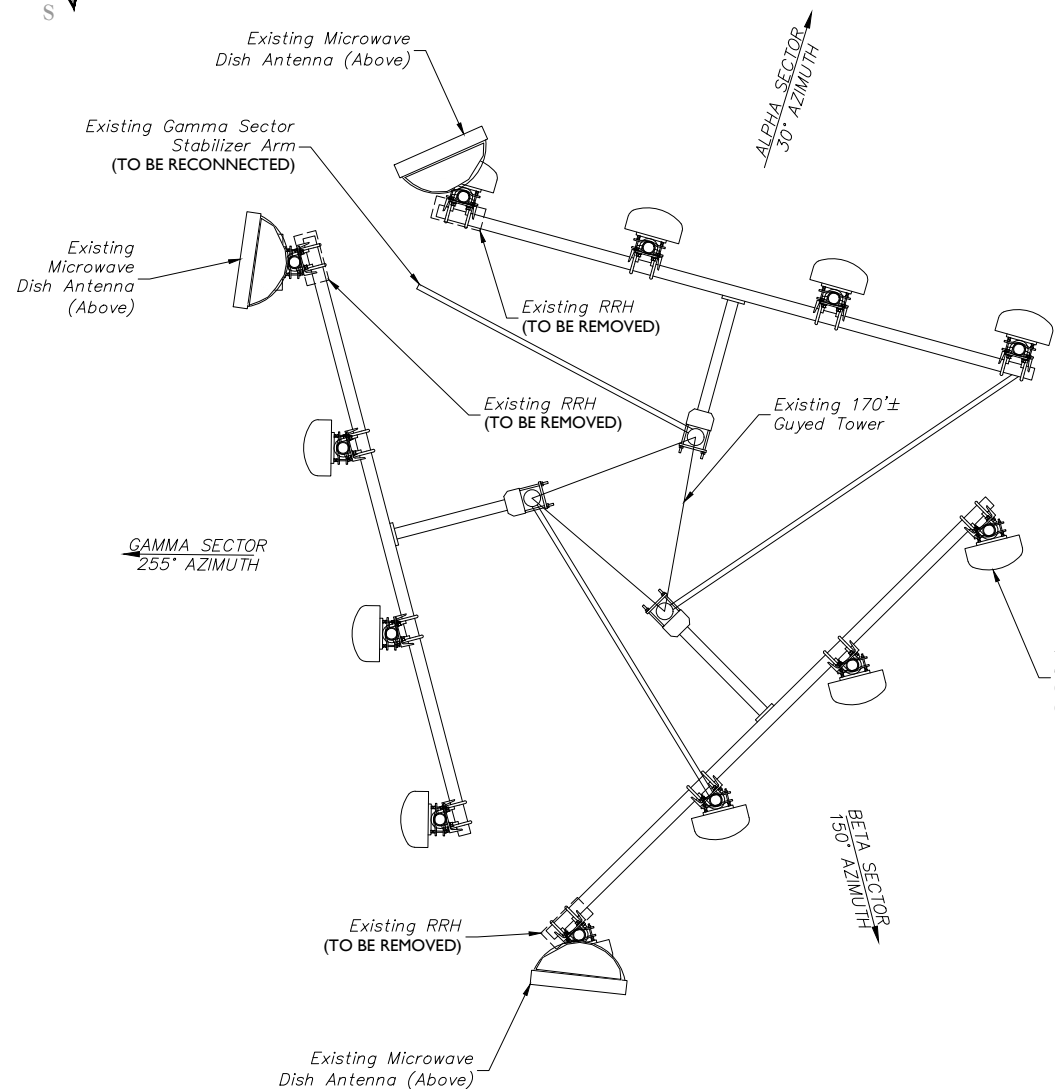 S
Existing Microwave
Dish Antenna (Above)
ALPHA SECTOR
30° AZIMUTH
Existing Gamma Sector
Stabilizer Arm
(TO BE RECONNECTED)
Existing
Microwave
Dish Antenna
(Above)
Existing RRH
(TO BE REMOVED)
Existing RRH
(TO BE REMOVED)
Existing 170'±
Guyed Tower
GAMMA SECTOR
255° AZIMUTH
BETA SECTOR
150° AZIMUTH
Existing RRH
(TO BE REMOVED)
Existing Microwave
Dish Antenna (Above)